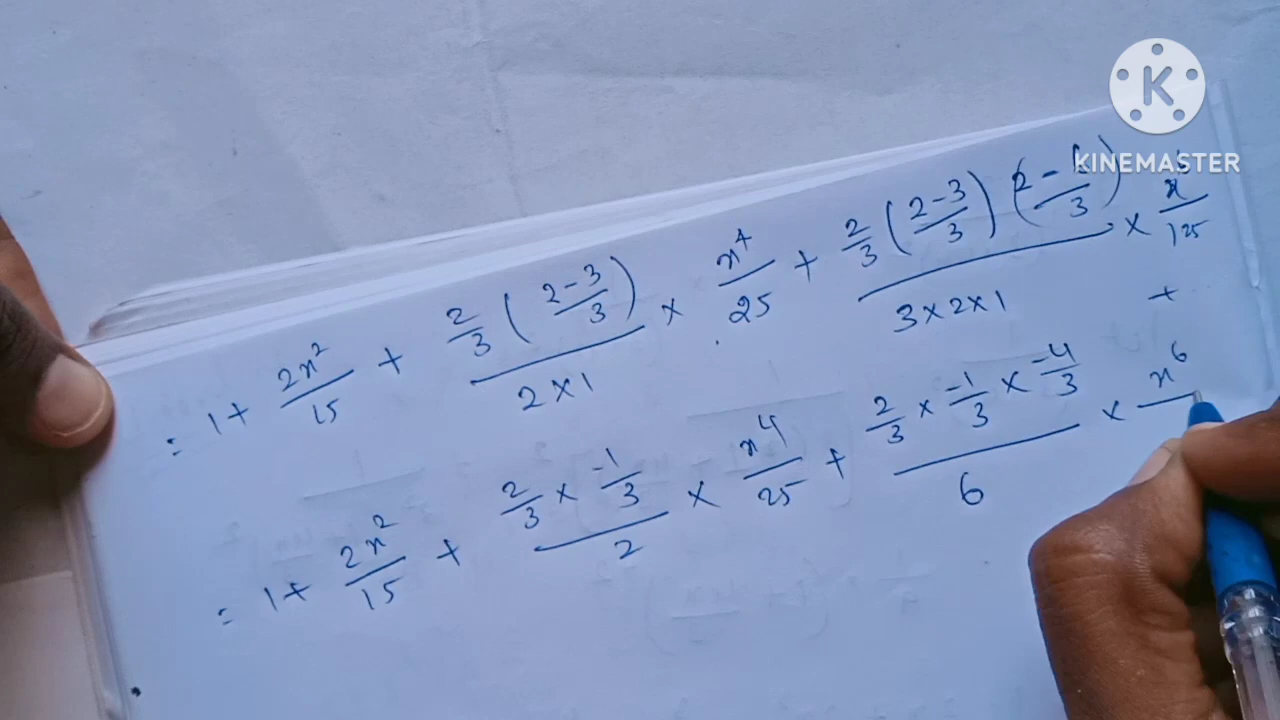 K
KINEMASTER
= 1 + 2x²/15 + (2/3 ((2-3)/3))/(2×1) × x⁴/25 + (2/3 ((2-3)/3) ((2-6)/3))/(3×2×1) × x⁶/125 +
= 1 + 2x²/15 + (2/3 × -1/3)/2 × x⁴/25 + (2/3 × -1/3 × -4/3)/6 × x⁶/